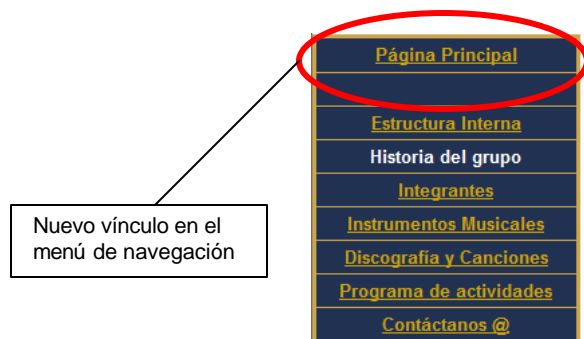 Página Principal
Estructura Interna
Historia del grupo
Integrantes
Instrumentos Musicales
Discografía y Canciones
Programa de actividades
Contáctanos @
Nuevo vínculo en el
menú de navegación